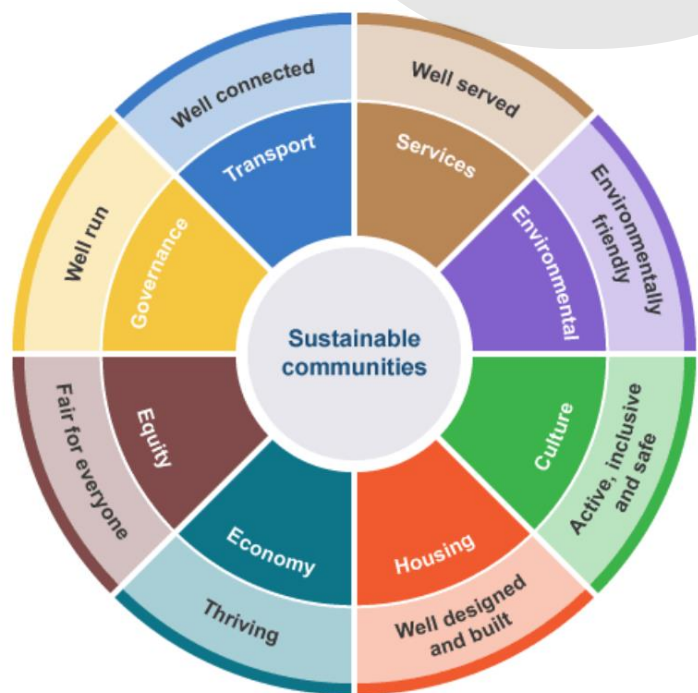 Sustainable
communities
Well connected
Transport
Well served
Services
Environmentally
friendly
Environmental
Active, inclusive
and safe
Culture
Well designed
and built
Housing
Thriving
Economy
Fair for everyone
Equity
Well run
Governance